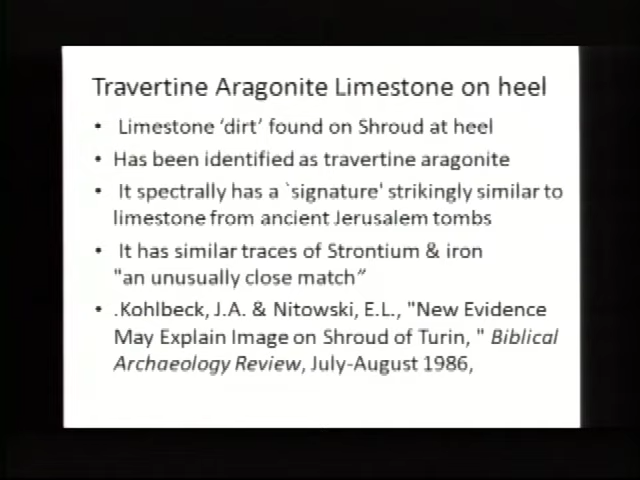 Travertine Aragonite Limestone on heel
• Limestone ‘dirt’ found on Shroud at heel
• Has been identified as travertine aragonite
• It spectrally has a `signature' strikingly similar to
limestone from ancient Jerusalem tombs
• It has similar traces of Strontium & iron
"an unusually close match”
• .Kohlbeck, J.A. & Nitowski, E.L., "New Evidence
May Explain Image on Shroud of Turin, " Biblical
Archaeology Review, July-August 1986,